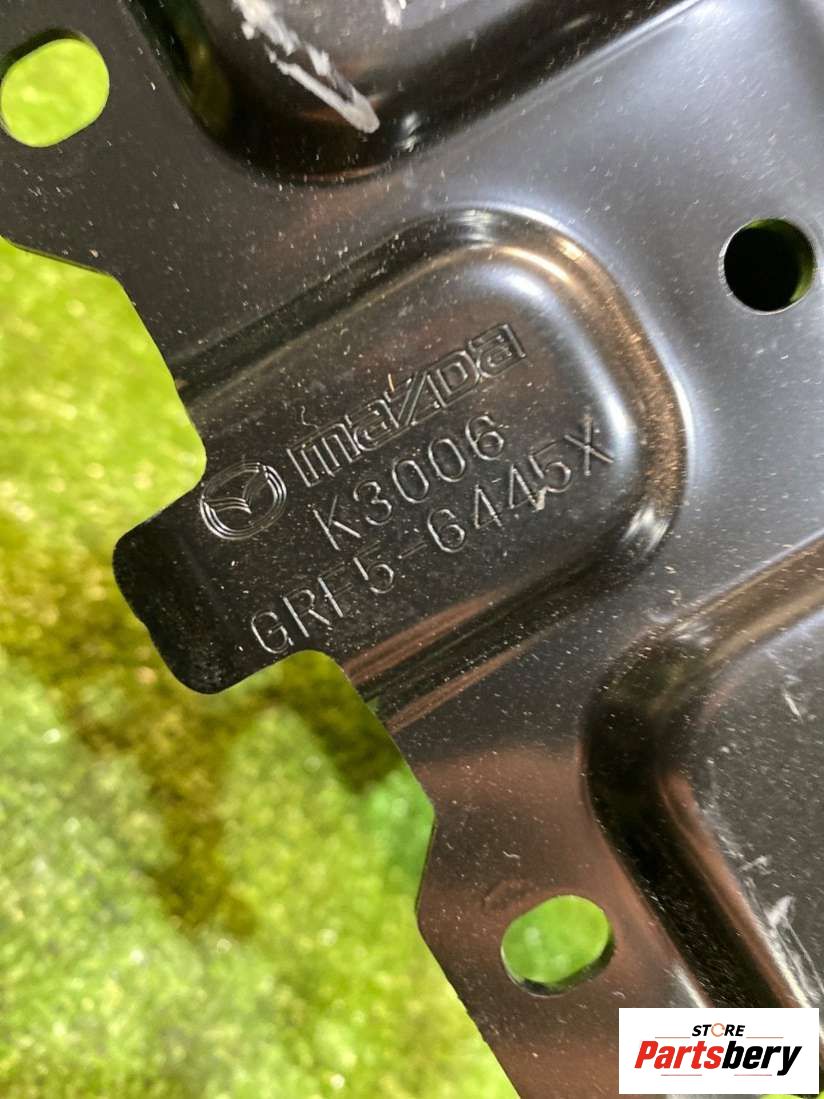 mazda
K3006
GRF5-6445X
STORE
Partsbery